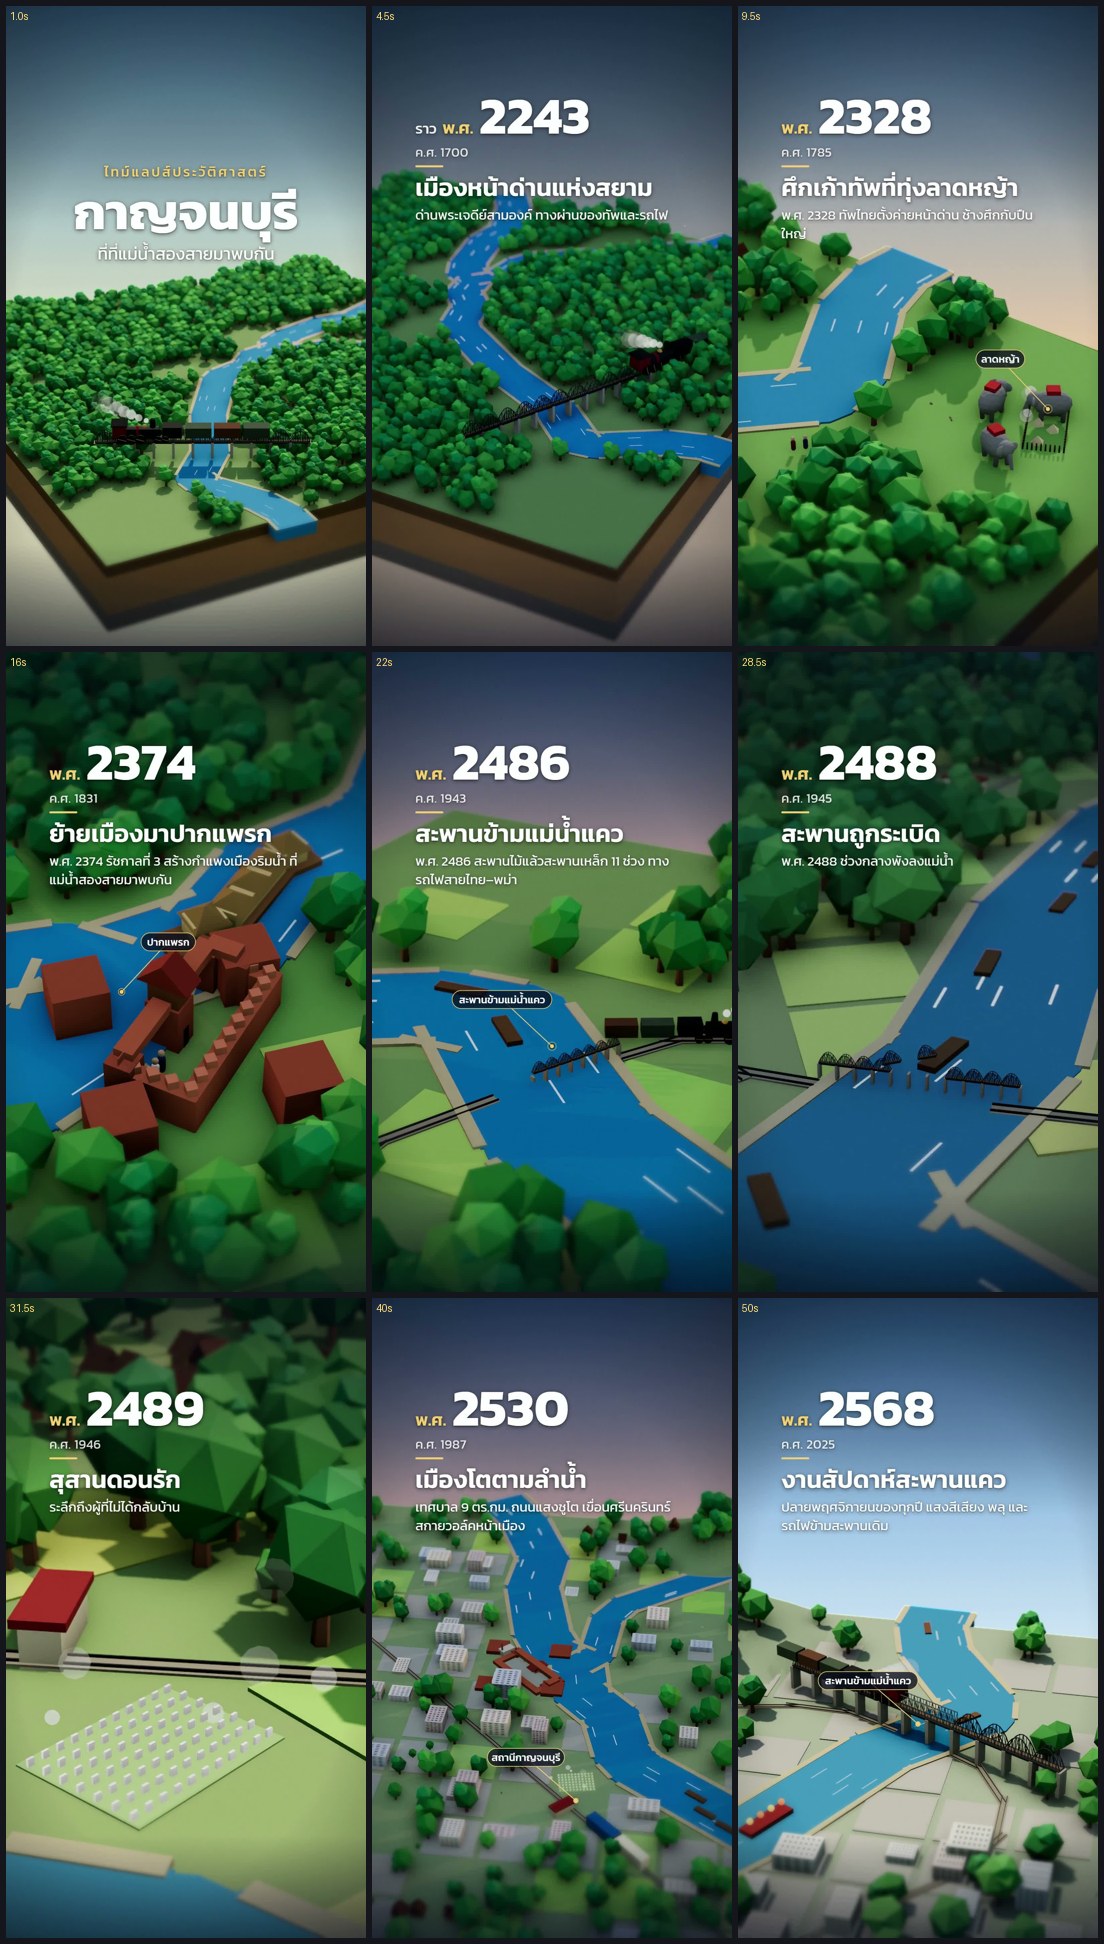 1.0s
ไทม์แลปส์ประวัติศาสตร์
กาญจนบุรี
ที่ที่แม่น้ำสองสายมาพบกัน
4.5s
ราว พ.ศ. 2243
ค.ศ. 1700
เมืองหน้าด่านแห่งสยาม
ด่านพระเจดีย์สามองค์ ทางผ่านของทัพและรถไฟ
9.5s
พ.ศ. 2328
ค.ศ. 1785
ศึกเก้าทัพที่ทุ่งลาดหญ้า
พ.ศ. 2328 ทัพไทยตั้งค่ายหน้าด่าน ช้างศึกกับปืน
ใหญ่
ลาดหญ้า
16s
พ.ศ. 2374
ค.ศ. 1831
ย้ายเมืองมาปากแพรก
พ.ศ. 2374 รัชกาลที่ 3 สร้างกำแพงเมืองริมน้ำ ที่
แม่น้ำสองสายมาพบกัน
ปากแพรก
22s
พ.ศ. 2486
ค.ศ. 1943
สะพานข้ามแม่น้ำแคว
พ.ศ. 2486 สะพานไม้แล้วสะพานเหล็ก 11 ช่วง ทาง
รถไฟสายไทย–พม่า
สะพานข้ามแม่น้ำแคว
28.5s
พ.ศ. 2488
ค.ศ. 1945
สะพานถูกระเบิด
พ.ศ. 2488 ช่วงกลางพังลงแม่น้ำ
31.5s
พ.ศ. 2489
ค.ศ. 1946
สุสานดอนรัก
ระลึกถึงผู้ที่ไม่ได้กลับบ้าน
40s
พ.ศ. 2530
ค.ศ. 1987
เมืองโตตามลำน้ำ
เทศบาล 9 ตร.กม. ถนนแสงชูโต เขื่อนศรีนครินทร์
สกายวอล์คหน้าเมือง
สถานีกาญจนบุรี
50s
พ.ศ. 2568
ค.ศ. 2025
งานสัปดาห์สะพานแคว
ปลายพฤศจิกายนของทุกปี แสงสีเสียง พลุ และ
รถไฟข้ามสะพานเดิม
สะพานข้ามแม่น้ำแคว